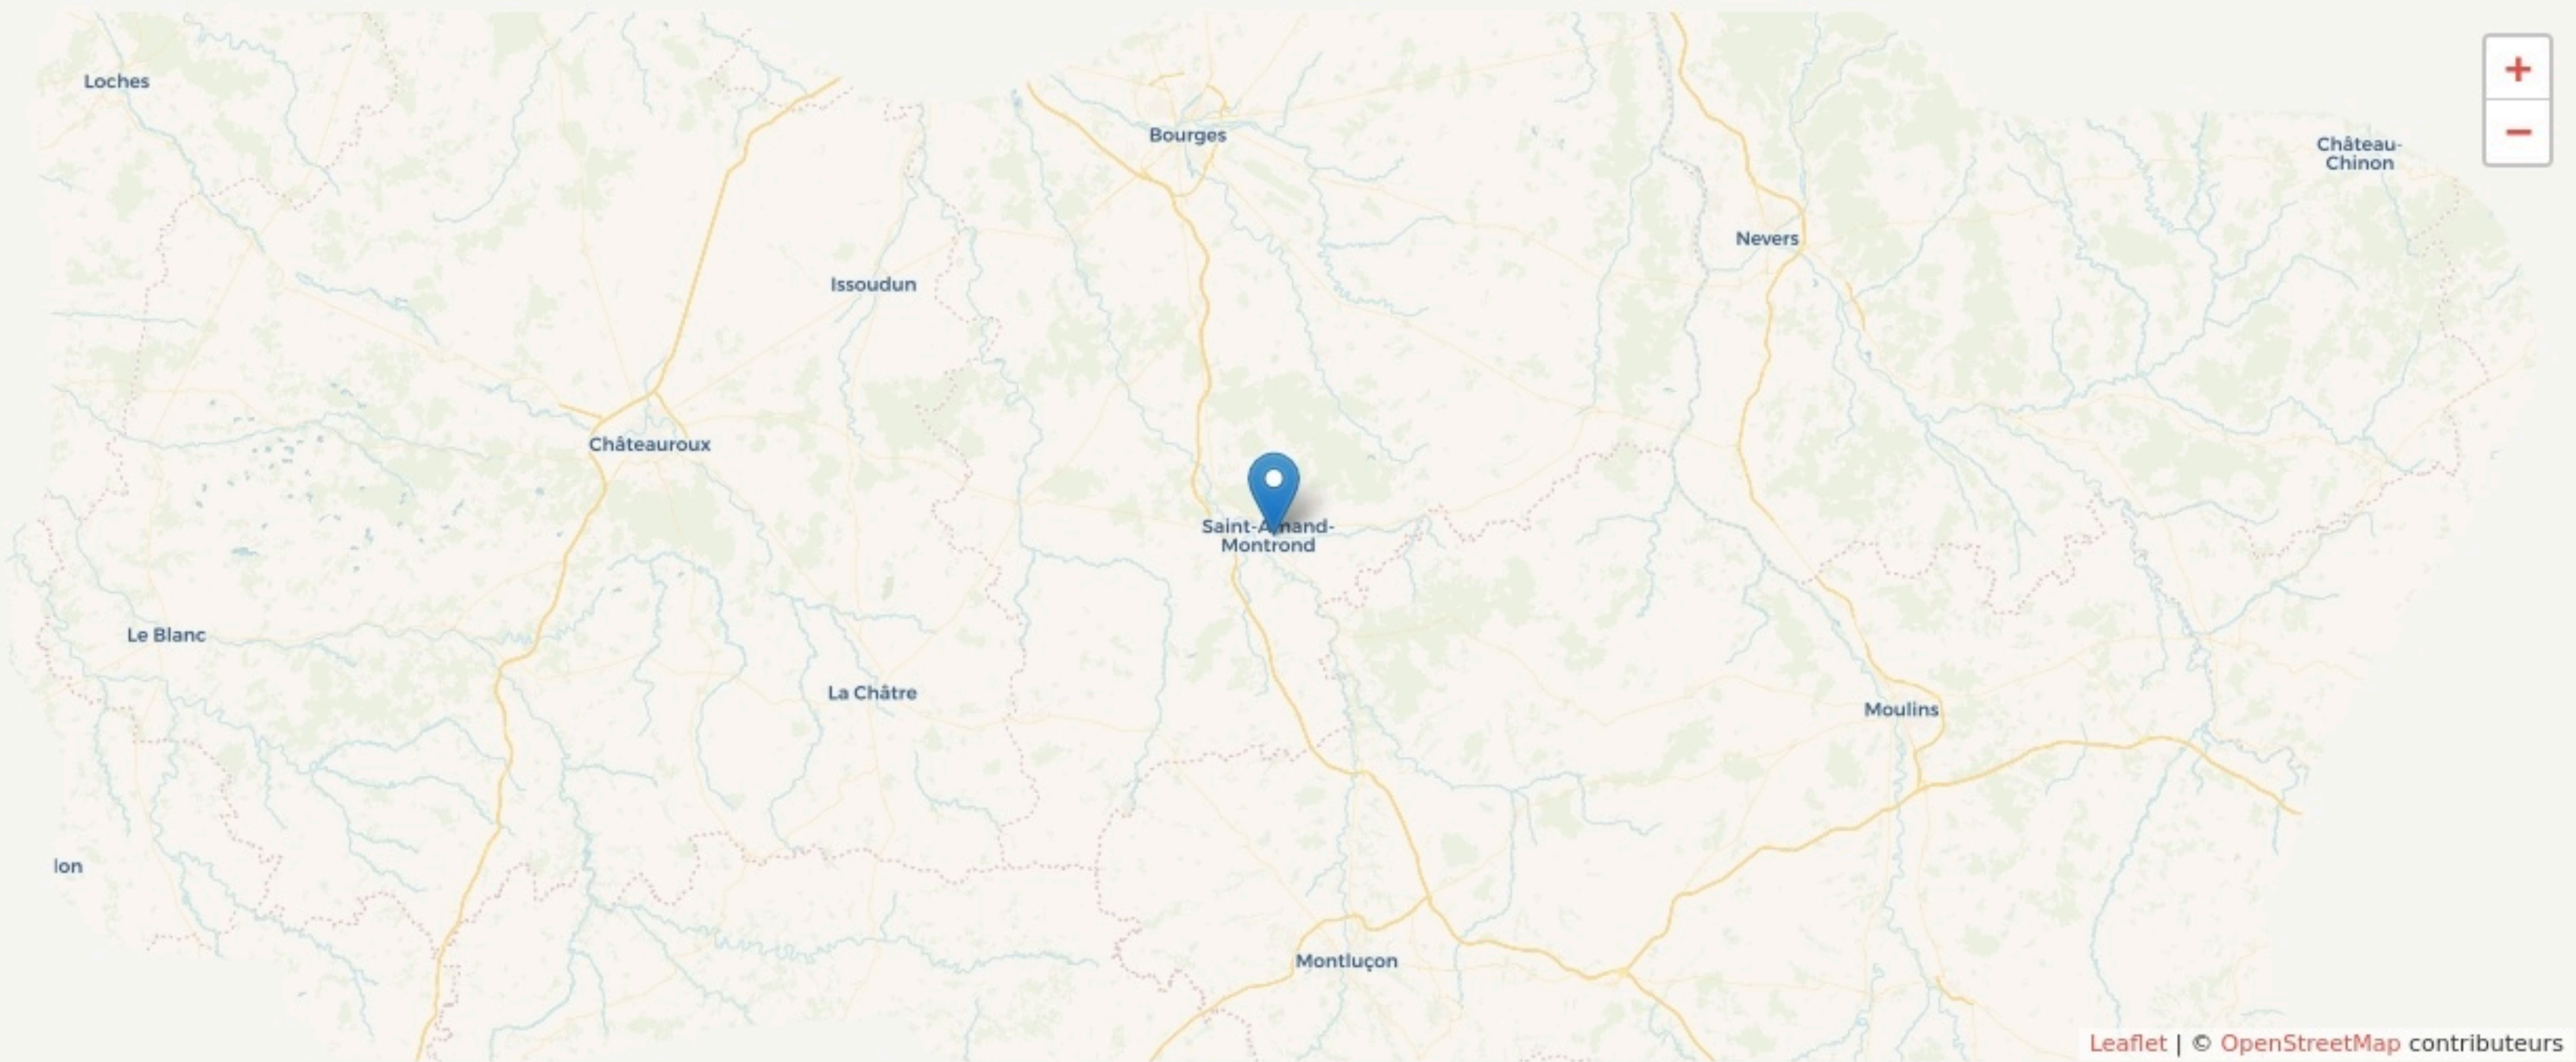 Loches
Bourges
Château-
Chinon
+
−
Nevers
Issoudun
Châteauroux
Saint-Amand-
Montrond
Le Blanc
La Châtre
Moulins
lon
Montluçon
Leaflet | © OpenStreetMap contributeurs